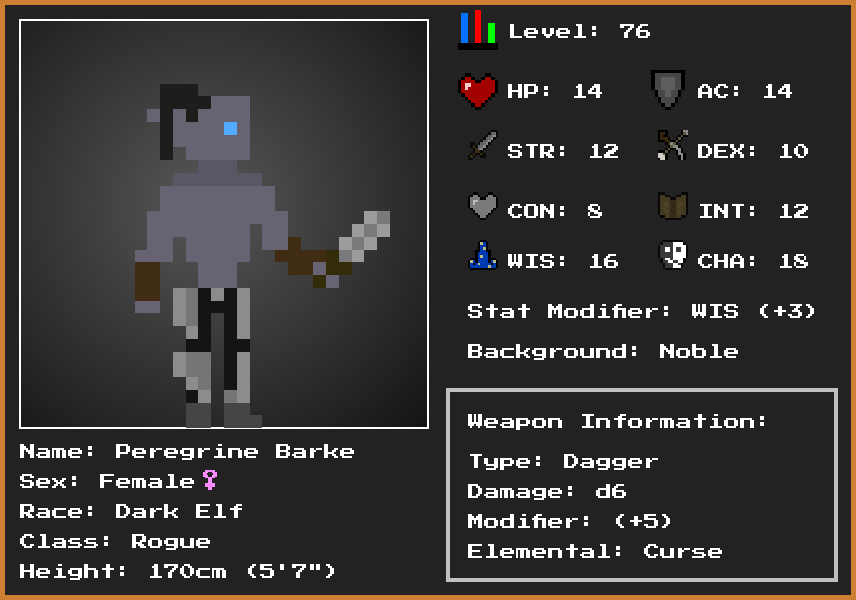 Level: 76
HP: 14 AC: 14
STR: 12 DEX: 10
CON: 8 INT: 12
WIS: 16 CHA: 18
Stat Modifier: WIS (+3)
Background: Noble
Weapon Information:
Type: Dagger
Damage: d6
Modifier: (+5)
Elemental: Curse
Name: Peregrine Barke
Sex: Female♀
Race: Dark Elf
Class: Rogue
Height: 170cm (5'7")